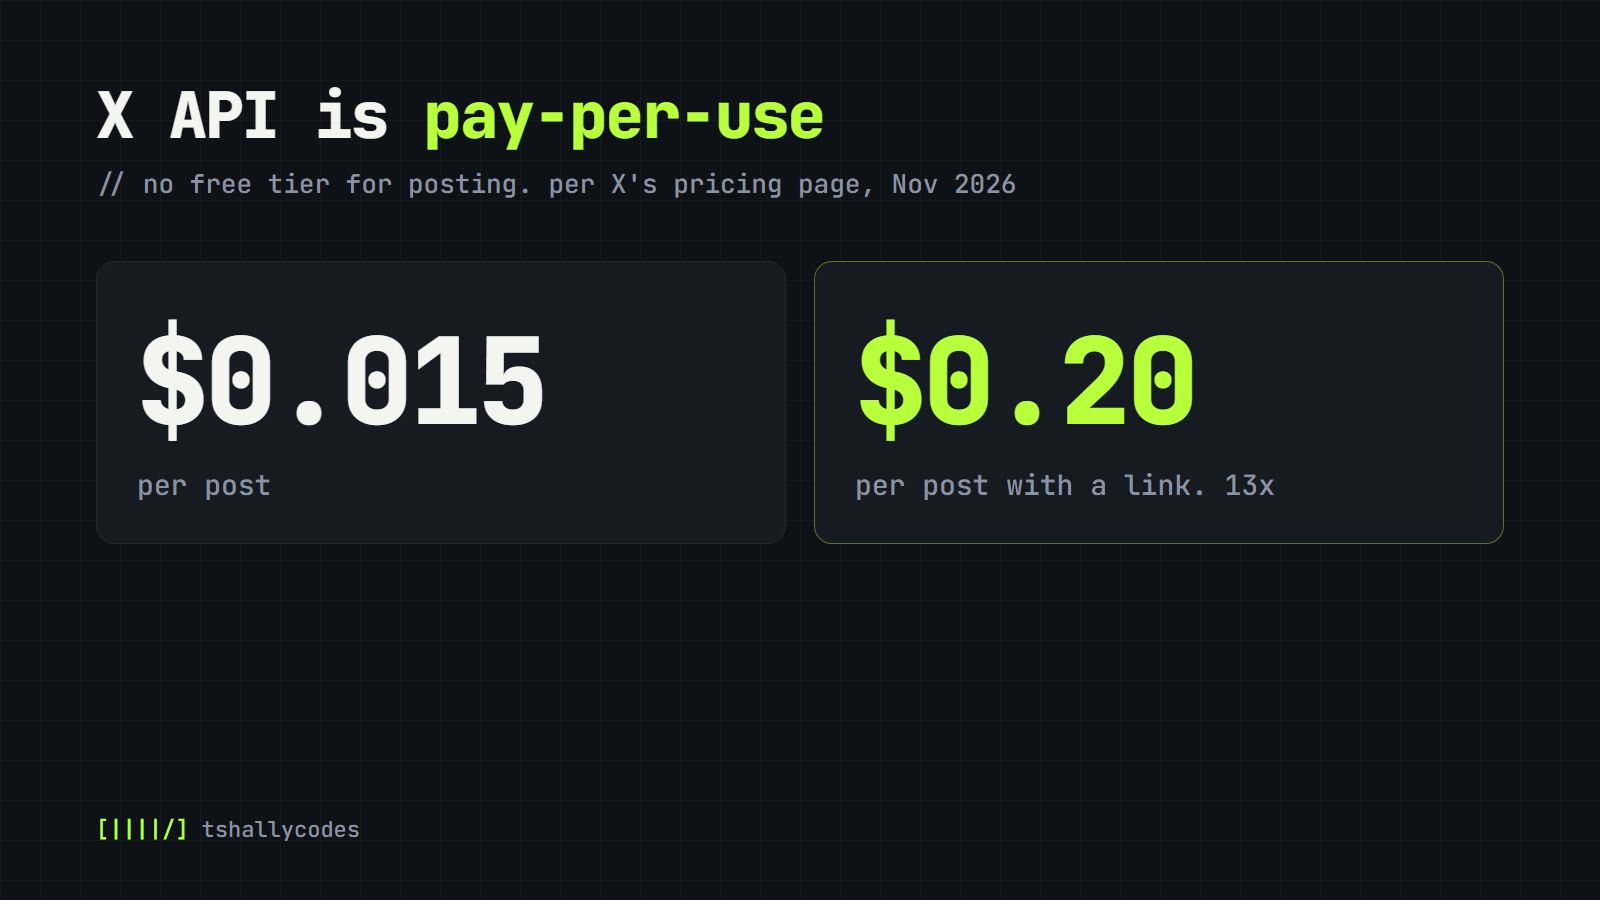 X API is pay-per-use
// no free tier for posting. per X's pricing page, Nov 2026
$0.015
per post
$0.20
per post with a link. 13x
[||||/] tshallycodes